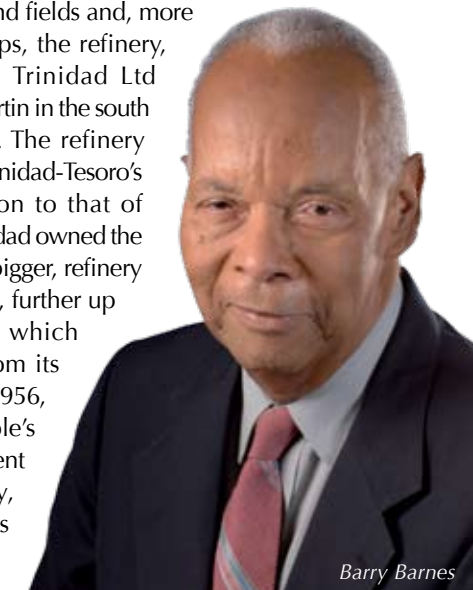 nd fields and, more
ps, the refinery,
Trinidad Ltd
rtin in the south
. The refinery
nidad-Tesoro's
on to that of
dad owned the
bigger, refinery
, further up
which
om its
956,
ole's
ent
y,
s
Barry Barnes